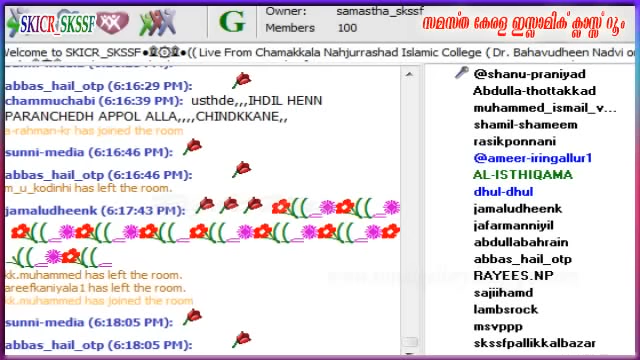 SKICR_SKSSF
G
Owner: samastha_skssf
Members 100
സമസ്ത കേരള ഇസ്ലാമിക് ക്ലാസ്സ് റൂം
Welcome to SKICR_SKSSF●۩۞۩●(( Live From Chamakkala Nahjurrashad Islamic College ( Dr. Bahavudheen Nadvi on
sunni-media
abbas_hail_otp (6:16:29 PM):
chammuchabi (6:16:39 PM): usthde,,,IHDIL HENN
PARANCHEDH APPOL ALLA,,,,CHINDKKANE,,
a-rahman-kr has joined the room
sunni-media (6:16:46 PM):
abbas_hail_otp (6:16:46 PM):
m_u_kodinhi has left the room.
jamaludheenk (6:17:43 PM):
kk.muhammed has left the room.
areefkaniyala1 has left the room.
muhammed has joined the room
sunni-media (6:18:05 PM):
abbas_hail_otp (6:18:05 PM):
@shanu-praniyad
Abdulla-thottakkad
muhammed_ismail_v...
shamil-shameem
rasikponnani
@ameer-iringallur1
AL-ISTHIQAMA
dhul-dhul
jamaludheenk
jafarmanniyil
abdullabahrain
abbas_hail_otp
RAYEES.NP
sajiihamd
lambsrock
msvppp
skssfpallikkalbazar